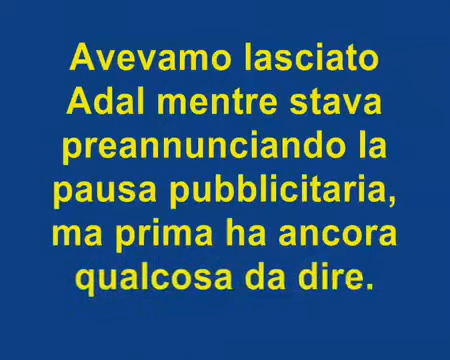 Avevamo lasciato
Adal mentre stava
preannunciando la
pausa pubblicitaria,
ma prima ha ancora
qualcosa da dire.